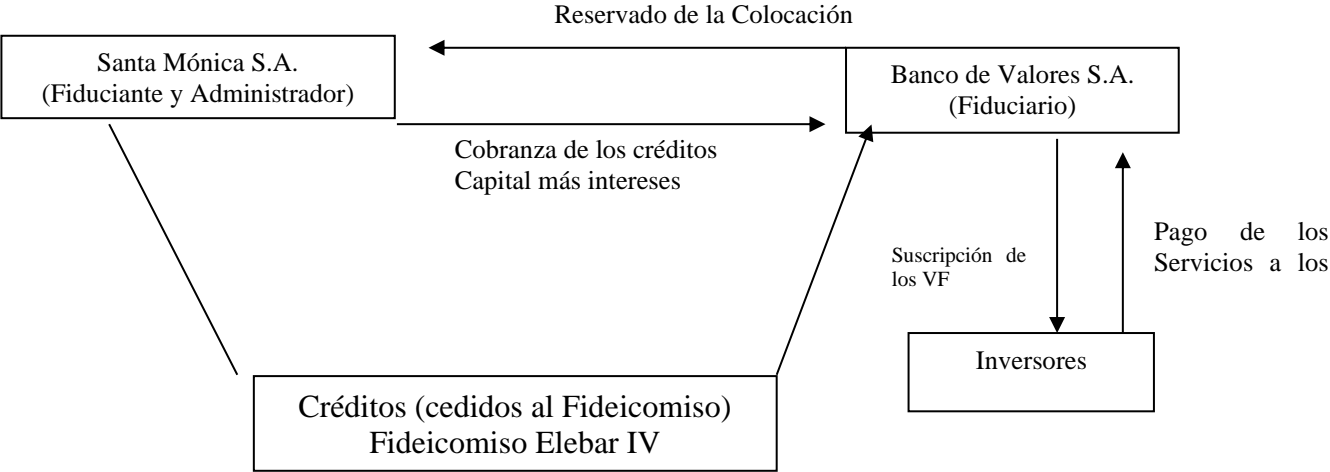 Reservado de la Colocación
Santa Mónica S.A.
(Fiduciante y Administrador)
Banco de Valores S.A.
(Fiduciario)
Cobranza de los créditos
Capital más intereses
Suscripción de
los VF
Pago de los
Servicios a los
Inversores
Créditos (cedidos al Fideicomiso)
Fideicomiso Elebar IV